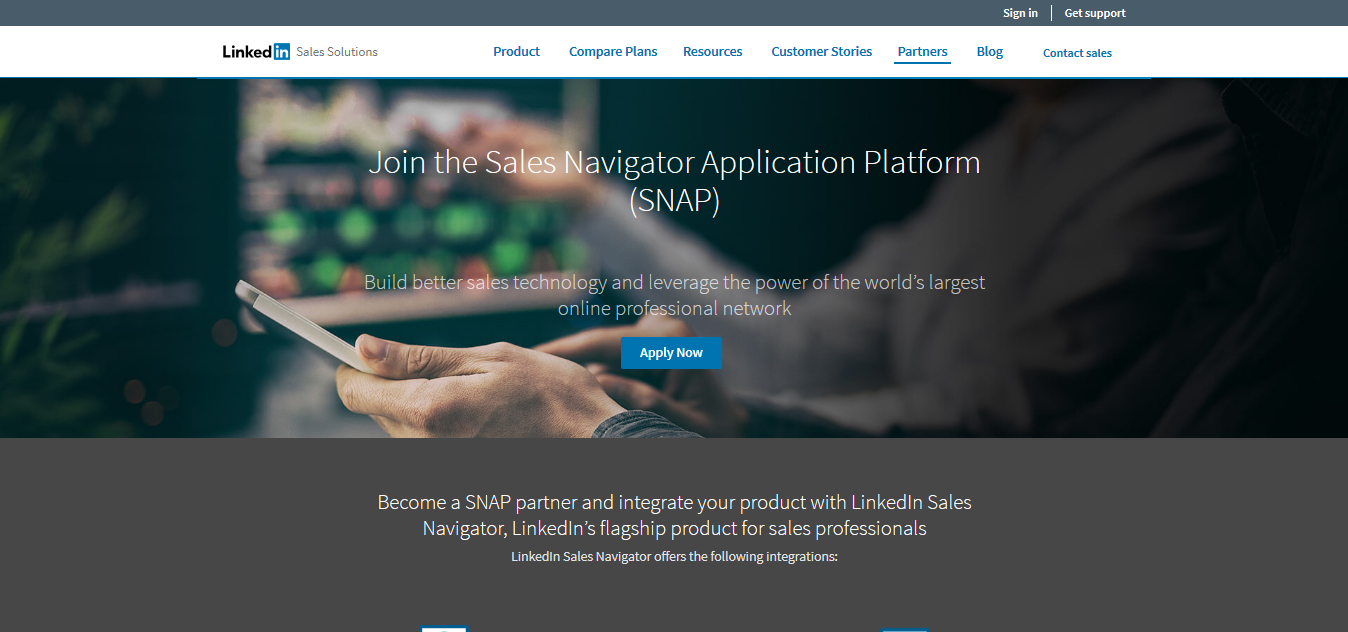 Sign in
Get support
LinkedIn Sales Solutions
Product
Compare Plans
Resources
Customer Stories
Partners
Blog
Contact sales
Join the Sales Navigator Application Platform
(SNAP)
Build better sales technology and leverage the power of the world’s largest
online professional network
Apply Now
Become a SNAP partner and integrate your product with LinkedIn Sales
Navigator, LinkedIn’s flagship product for sales professionals
LinkedIn Sales Navigator offers the following integrations: